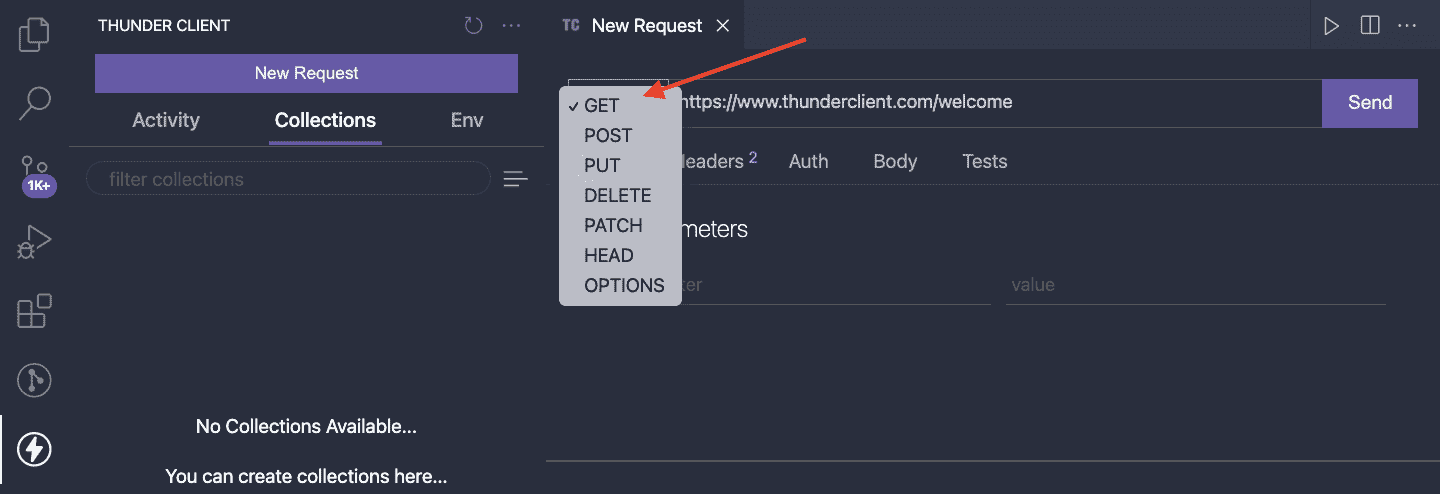 THUNDER CLIENT
New Request
Activity Collections Env
filter collections
No Collections Available...
You can create collections here...
1K+
TC New Request
GET https://www.thunderclient.com/welcome Send
POST
PUT
DELETE
PATCH
HEAD
OPTIONS
eaders 2 Auth Body Tests
meters
ter value